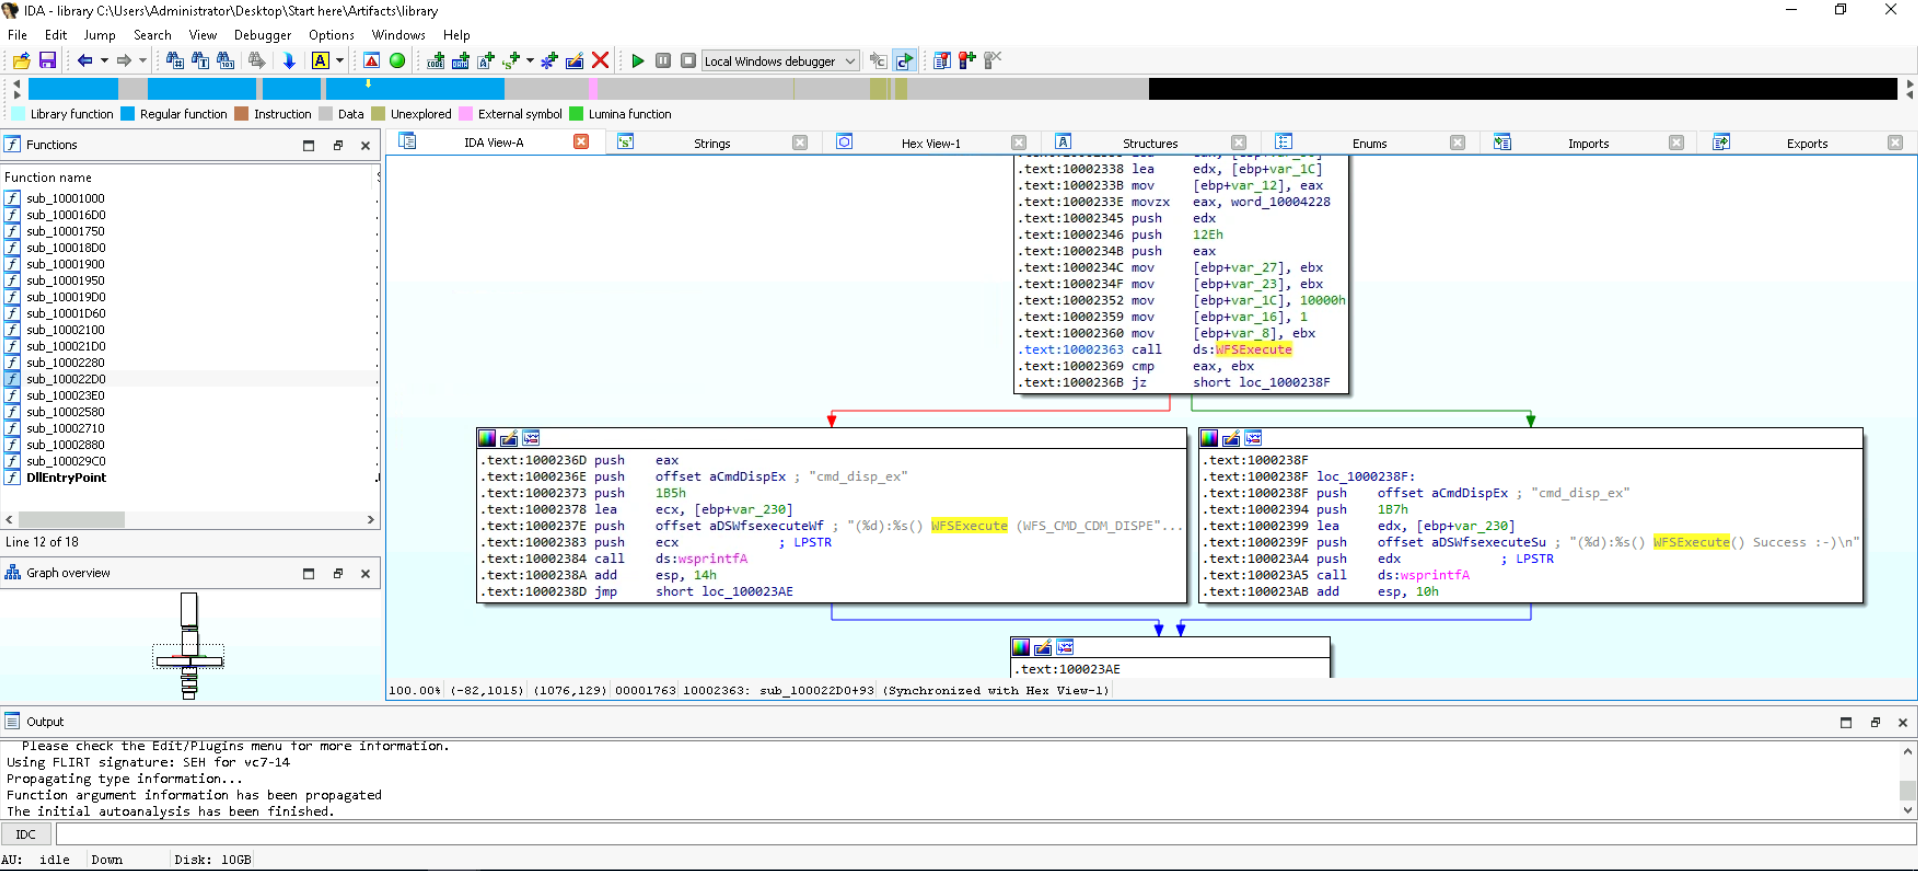 IDA - library C:\Users\Administrator\Desktop\Start here\Artifacts\library
File Edit Jump Search View Debugger Options Windows Help
Local Windows debugger
Library function Regular function Instruction Data Unexplored External symbol Lumina function
Functions
IDA View-A Strings Hex View-1 Structures Enums Imports Exports
Function name
sub_10001000
sub_100016D0
sub_10001750
sub_100018D0
sub_10001900
sub_10001950
sub_100019D0
sub_10001D60
sub_10002100
sub_100021D0
sub_10002280
sub_100022D0
sub_100023E0
sub_10002580
sub_10002710
sub_10002880
sub_100029C0
DllEntryPoint
Line 12 of 18
Graph overview
.text:10002338 lea edx, [ebp+var_1C]
.text:1000233B mov [ebp+var_12], eax
.text:1000233E movzx eax, word_10004228
.text:10002345 push edx
.text:10002346 push 12Eh
.text:1000234B push eax
.text:1000234C mov [ebp+var_27], ebx
.text:1000234F mov [ebp+var_23], ebx
.text:10002352 mov [ebp+var_1C], 10000h
.text:10002359 mov [ebp+var_16], 1
.text:10002360 mov [ebp+var_8], ebx
.text:10002363 call ds:WFSExecute
.text:10002369 cmp eax, ebx
.text:1000236B jz short loc_1000238F
.text:1000236D push eax
.text:1000236E push offset aCmdDispEx ; "cmd_disp_ex"
.text:10002373 push 1B5h
.text:10002378 lea ecx, [ebp+var_230]
.text:1000237E push offset aDSWfsexecuteWf ; "(%d):%s() WFSExecute (WFS_CMD_CDM_DISPE"...
.text:10002383 push ecx ; LPSTR
.text:10002384 call ds:wsprintfA
.text:1000238A add esp, 14h
.text:1000238D jmp short loc_100023AE
.text:1000238F
.text:1000238F loc_1000238F:
.text:1000238F push offset aCmdDispEx ; "cmd_disp_ex"
.text:10002394 push 1B7h
.text:10002399 lea edx, [ebp+var_230]
.text:1000239F push offset aDSWfsexecuteSu ; "(%d):%s() WFSExecute() Success :-)\n"
.text:100023A4 push edx ; LPSTR
.text:100023A5 call ds:wsprintfA
.text:100023AB add esp, 10h
.text:100023AE
100.00% (-82,1015) (1076,129) 00001763 10002363: sub_100022D0+93 (Synchronized with Hex View-1)
Output
Please check the Edit/Plugins menu for more information.
Using FLIRT signature: SEH for vc7-14
Propagating type information...
Function argument information has been propagated
The initial autoanalysis has been finished.
IDC
AU: idle Down Disk: 10GB